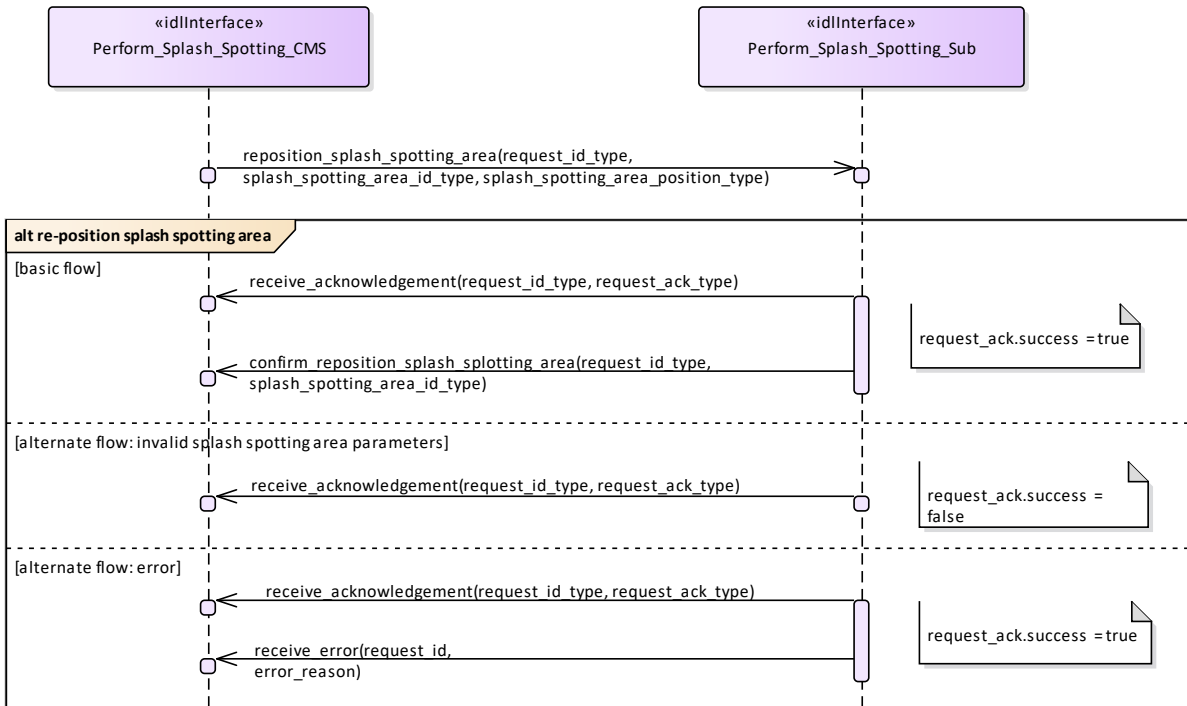 «idlInterface»
Perform_Splash_Spotting_CMS
«idlInterface»
Perform_Splash_Spotting_Sub
reposition_splash_spotting_area(request_id_type,
splash_spotting_area_id_type, splash_spotting_area_position_type)
alt re-position splash spotting area
[basic flow]
receive_acknowledgement(request_id_type, request_ack_type)
request_ack.success = true
confirm_reposition_splash_splotting_area(request_id_type,
splash_spotting_area_id_type)
[alternate flow: invalid splash spotting area parameters]
receive_acknowledgement(request_id_type, request_ack_type)
request_ack.success =
false
[alternate flow: error]
receive_acknowledgement(request_id_type, request_ack_type)
request_ack.success = true
receive_error(request_id,
error_reason)